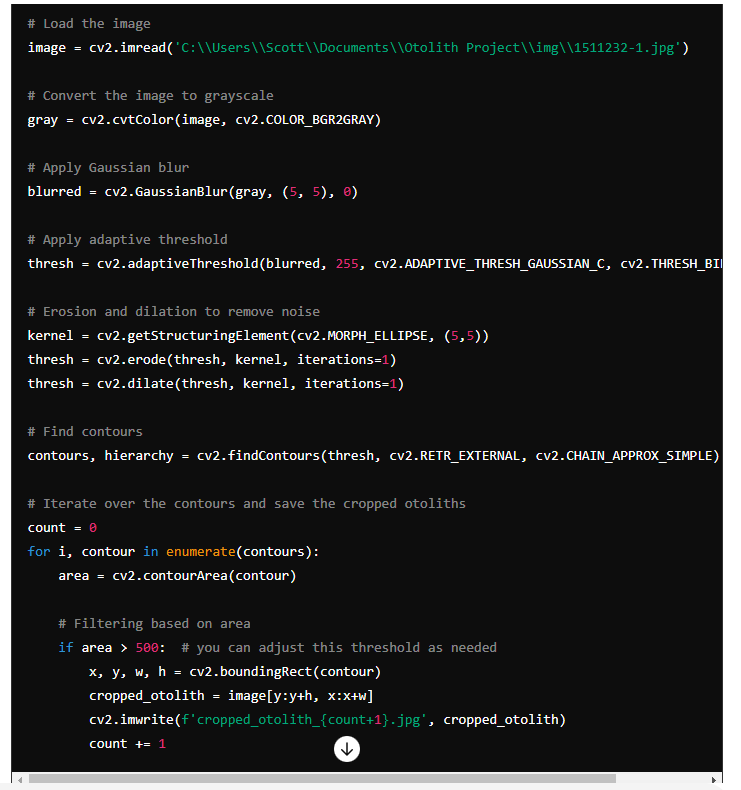 # Load the image
image = cv2.imread('C:\\Users\\Scott\\Documents\\Otolith Project\\img\\1511232-1.jpg')
# Convert the image to grayscale
gray = cv2.cvtColor(image, cv2.COLOR_BGR2GRAY)
# Apply Gaussian blur
blurred = cv2.GaussianBlur(gray, (5, 5), 0)
# Apply adaptive threshold
thresh = cv2.adaptiveThreshold(blurred, 255, cv2.ADAPTIVE_THRESH_GAUSSIAN_C, cv2.THRESH_BI
# Erosion and dilation to remove noise
kernel = cv2.getStructuringElement(cv2.MORPH_ELLIPSE, (5,5))
thresh = cv2.erode(thresh, kernel, iterations=1)
thresh = cv2.dilate(thresh, kernel, iterations=1)
# Find contours
contours, hierarchy = cv2.findContours(thresh, cv2.RETR_EXTERNAL, cv2.CHAIN_APPROX_SIMPLE)
# Iterate over the contours and save the cropped otoliths
count = 0
for i, contour in enumerate(contours):
    area = cv2.contourArea(contour)
    # Filtering based on area
    if area > 500:  # you can adjust this threshold as needed
        x, y, w, h = cv2.boundingRect(contour)
        cropped_otolith = image[y:y+h, x:x+w]
        cv2.imwrite(f'cropped_otolith_{count+1}.jpg', cropped_otolith)
        count += 1